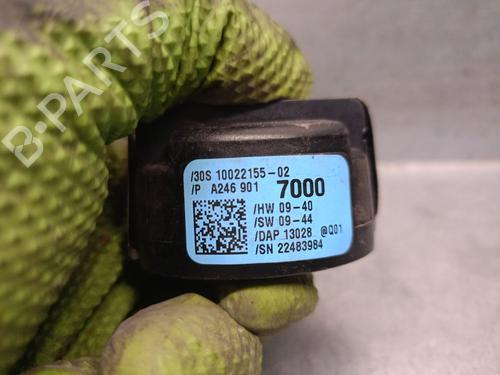 B-PARTS
/30S 10022155-02
/P A246 901 7000
/HW 09-40
/SW 09-44
/DAP 13028 @Q01
/SN 22483984